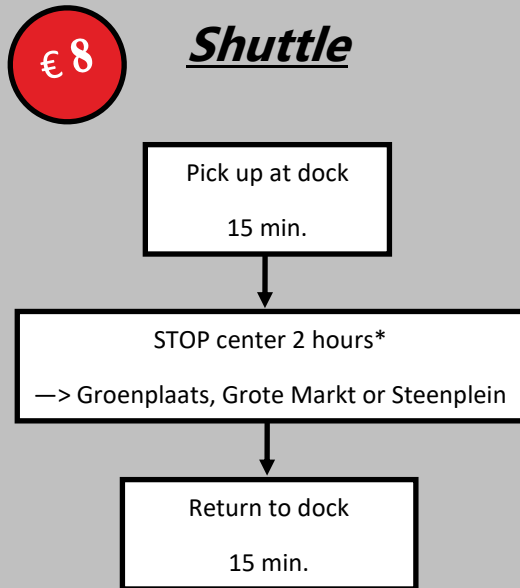 € 8
Shuttle
Pick up at dock
15 min.
STOP center 2 hours*
—> Groenplaats, Grote Markt or Steenplein
Return to dock
15 min.